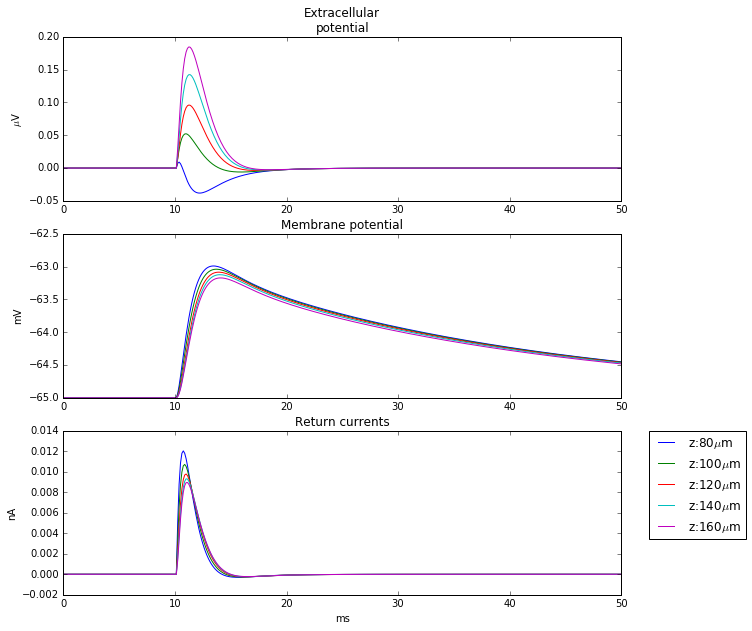 Extracellular
potential
0.20
0.15
0.10
0.05
0.00
−0.05
μV
0 10 20 30 40 50
Membrane potential
−62.5
−63.0
−63.5
−64.0
−64.5
−65.0
mV
0 10 20 30 40 50
Return currents
0.014
0.012
0.010
0.008
0.006
0.004
0.002
0.000
−0.002
nA
0 10 20 30 40 50
ms
z:80μm
z:100μm
z:120μm
z:140μm
z:160μm